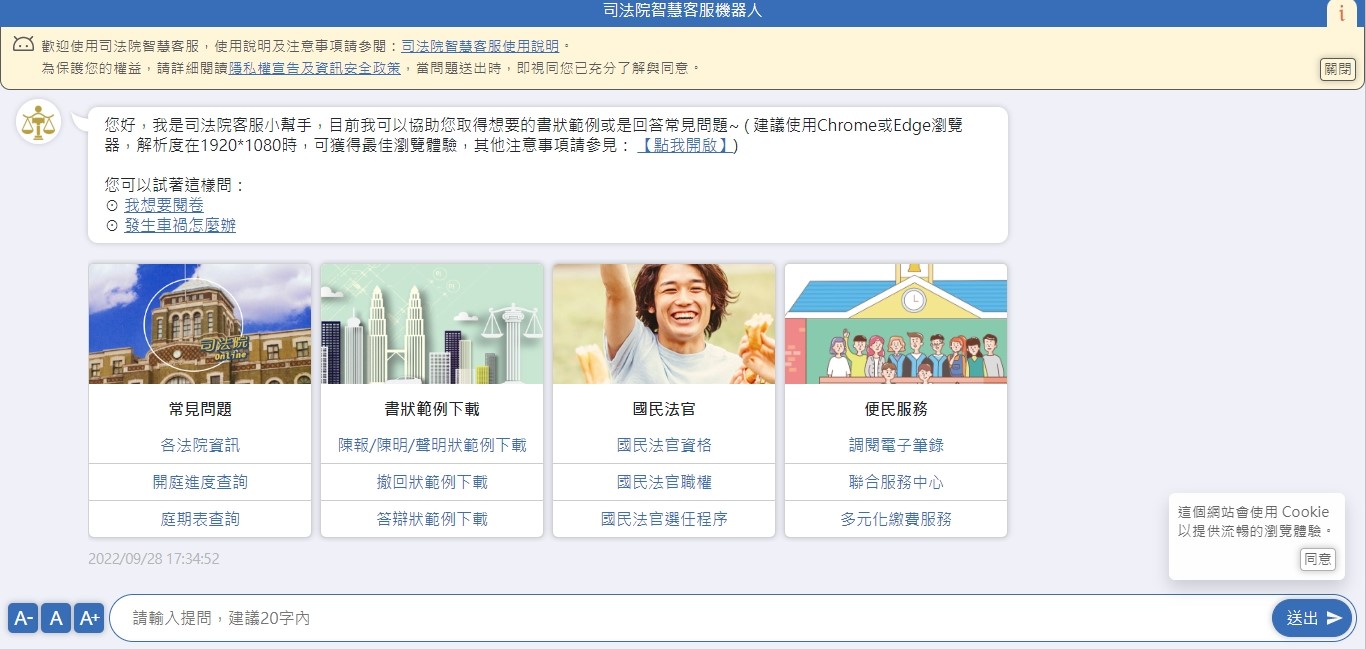 司法院智慧客服機器人
i
歡迎使用司法院智慧客服，使用說明及注意事項請參閱：司法院智慧客服使用說明。
為保護您的權益，請詳細閱讀隱私權宣告及資訊安全政策，當問題送出時，即視同您已充分了解與同意。
關閉
您好，我是司法院客服小幫手，目前我可以協助您取得想要的書狀範例或是回答常見問題~ ( 建議使用Chrome或Edge瀏覽
器，解析度在1920*1080時，可獲得最佳瀏覽體驗，其他注意事項請參見：【點我開啟】)
您可以試著這樣問：
⊙ 我想要閱卷
⊙ 發生車禍怎麼辦
司法院
Online
常見問題
各法院資訊
開庭進度查詢
庭期表查詢
書狀範例下載
陳報/陳明/聲明狀範例下載
撤回狀範例下載
答辯狀範例下載
國民法官
國民法官資格
國民法官職權
國民法官選任程序
便民服務
調閱電子筆錄
聯合服務中心
多元化繳費服務
2022/09/28 17:34:52
這個網站會使用 Cookie
以提供流暢的瀏覽體驗。
同意
A- A A+
請輸入提問，建議20字內
送出